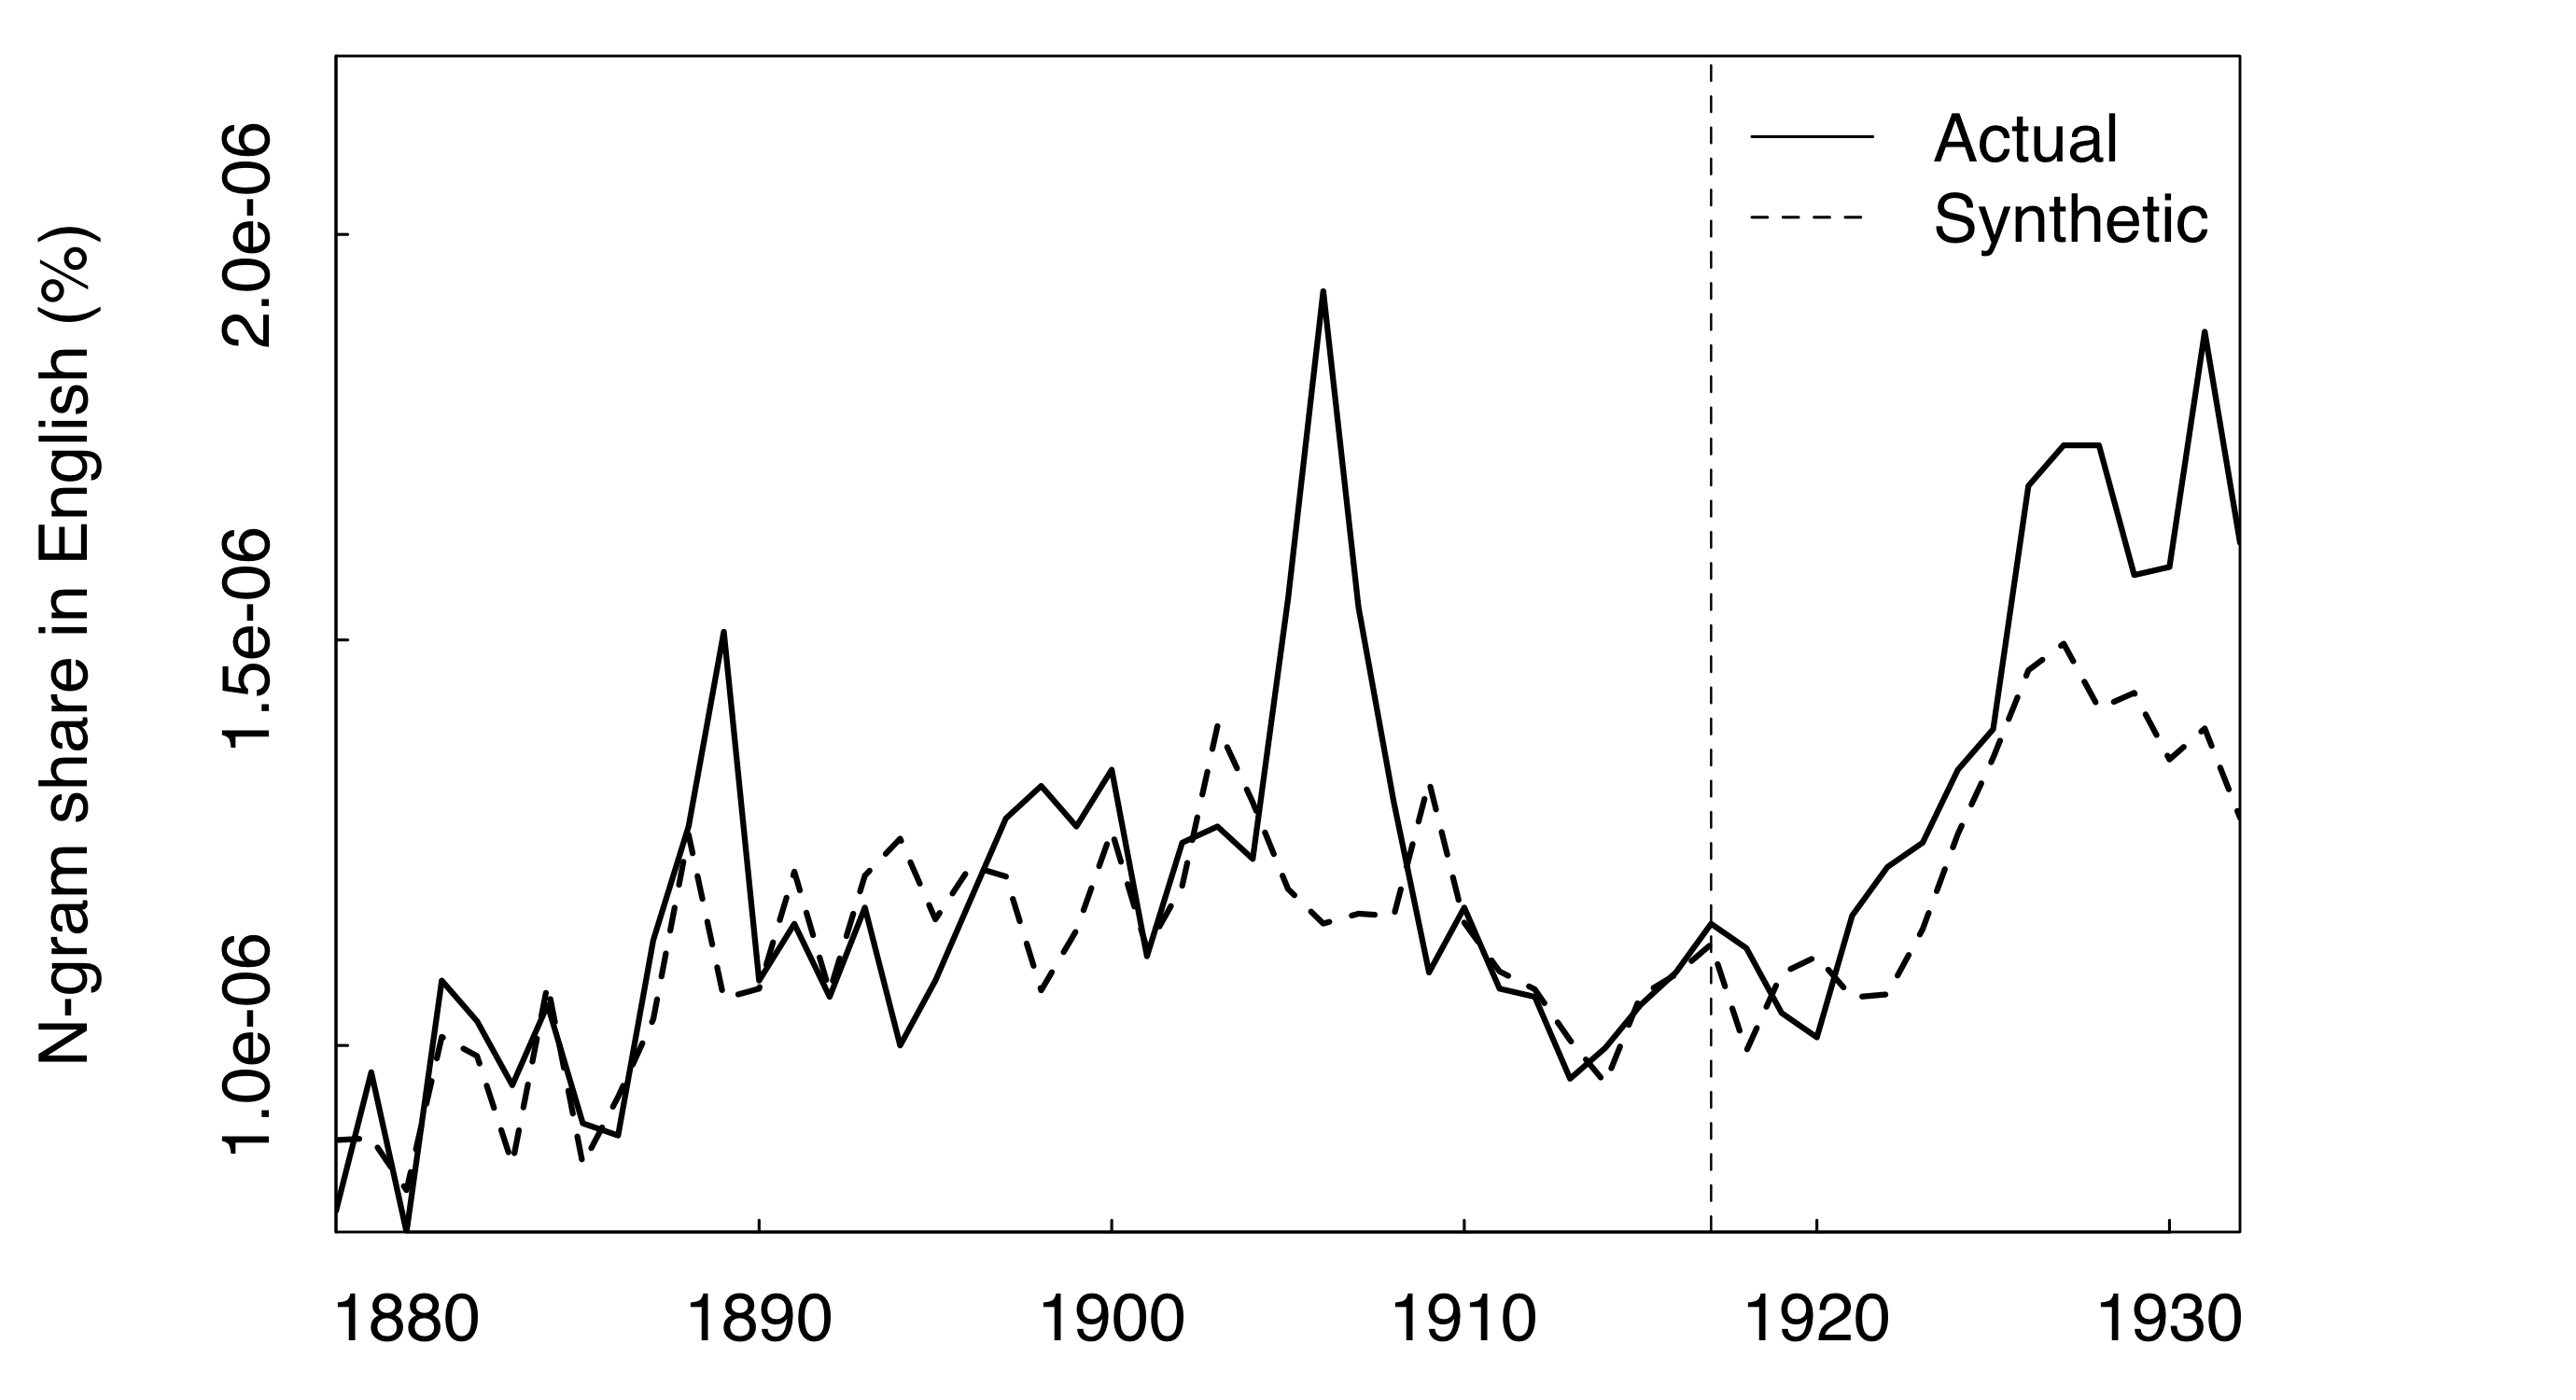 N-gram share in English (%)
2.0e-06
1.5e-06
1.0e-06
Actual
Synthetic
1880 1890 1900 1910 1920 1930